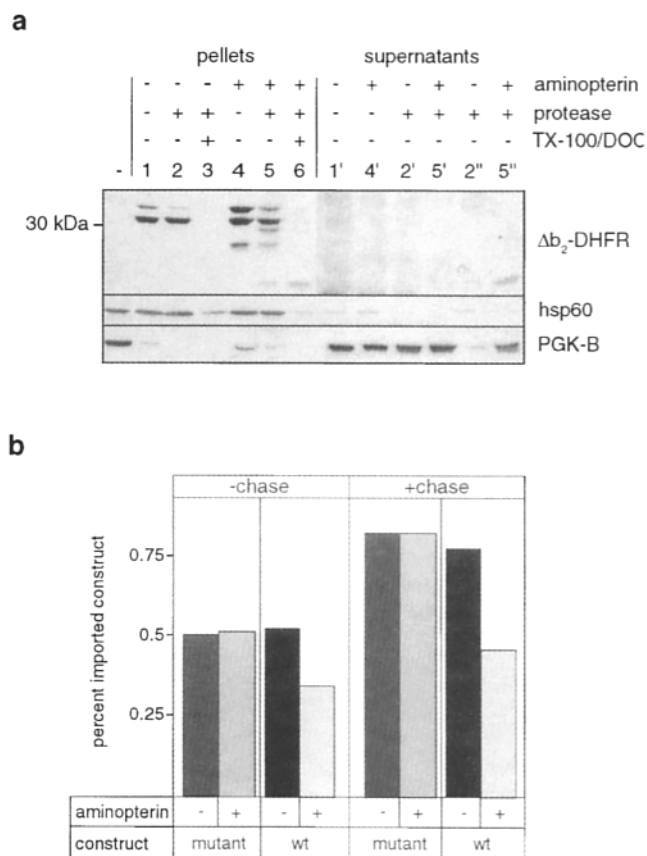 a
pellets supernatants
- - - + + + - + - + - + aminopterin
- + + - + + - - + + + + protease
- - + - - + - - - - - - TX-100/DOC
- 1 2 3 4 5 6 1' 4' 2' 5' 2" 5"
30 kDa
Δb₂-DHFR
hsp60
PGK-B
b
-chase +chase
percent imported construct
0.75
0.5
0.25
aminopterin - + - + - + - +
construct mutant wt mutant wt